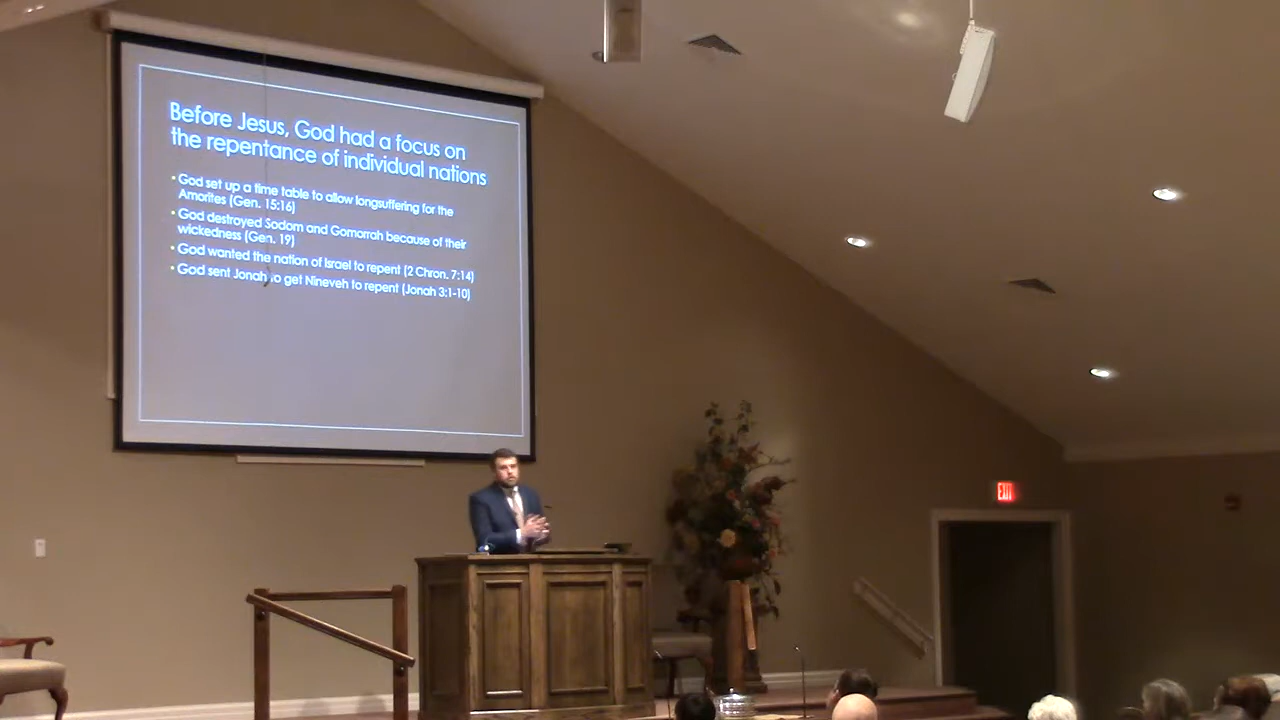 Before Jesus, God had a focus on
the repentance of individual nations
• God set up a time table to allow longsuffering for the
Amorites (Gen. 15:16)
• God destroyed Sodom and Gomorrah because of their
wickedness (Gen. 19)
• God wanted the nation of Israel to repent (2 Chron. 7:14)
• God sent Jonah to get Nineveh to repent (Jonah 3:1-10)
EXIT